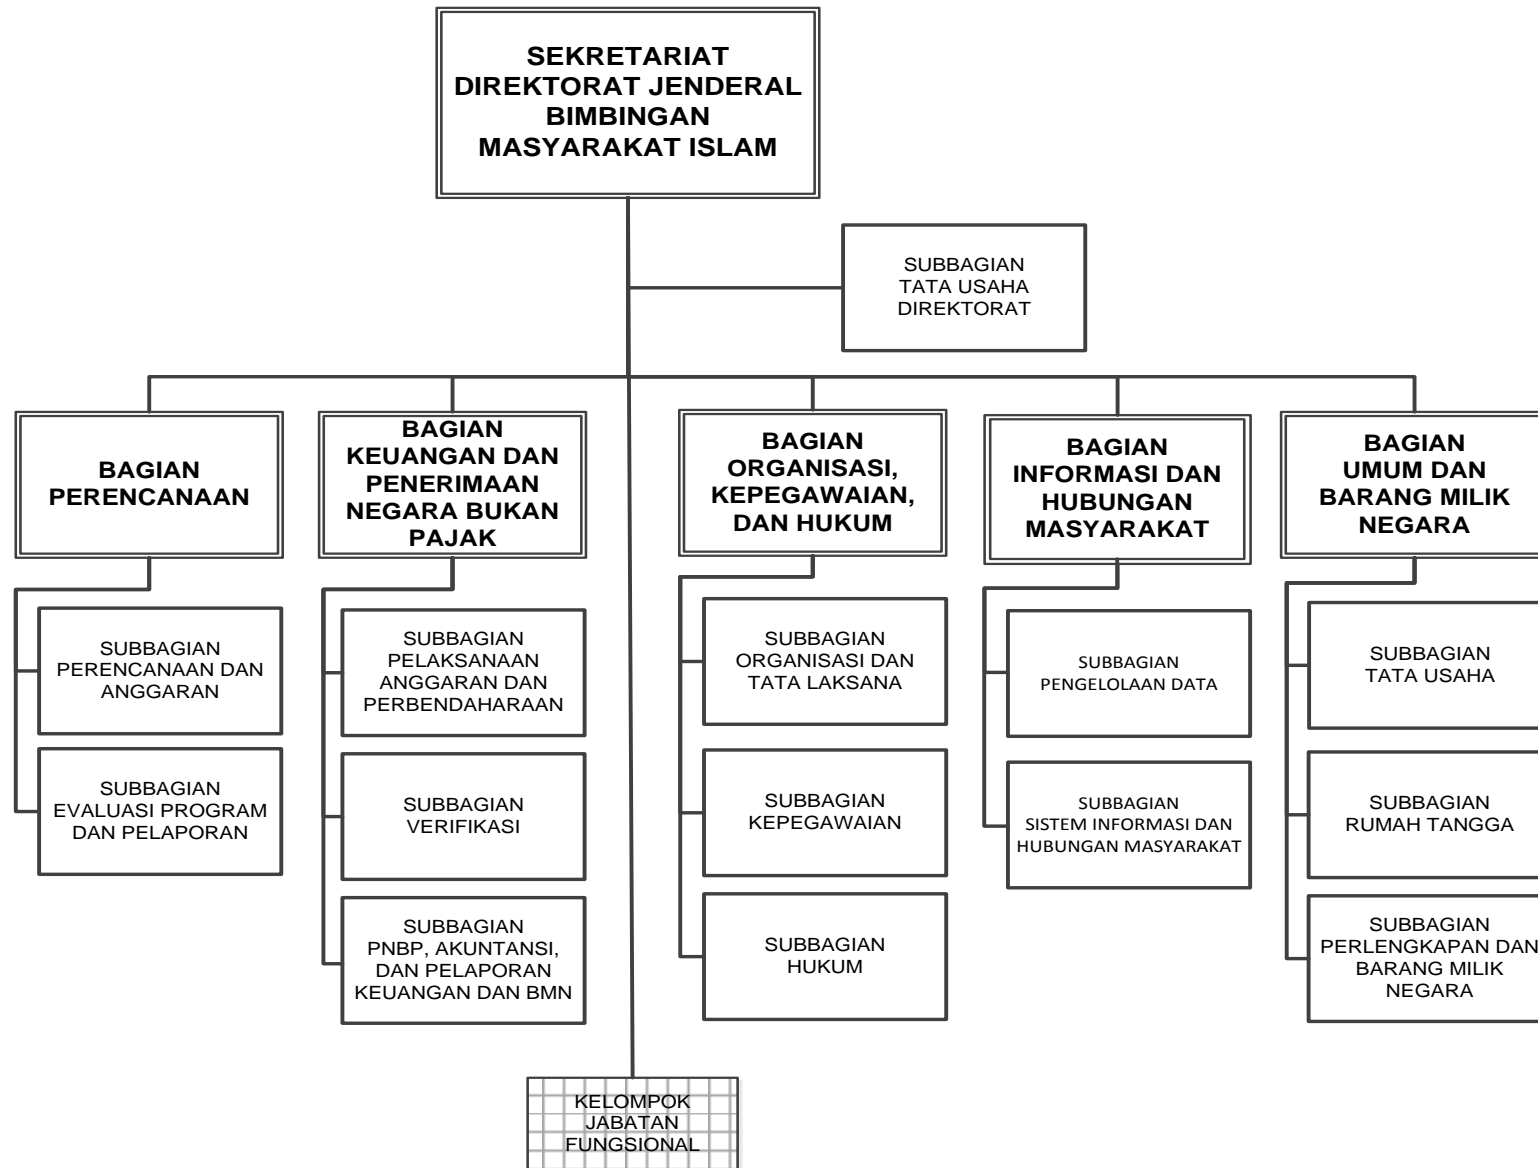 SEKRETARIAT
DIREKTORAT JENDERAL
BIMBINGAN
MASYARAKAT ISLAM
SUBBAGIAN
TATA USAHA
DIREKTORAT
BAGIAN
PERENCANAAN
BAGIAN
KEUANGAN DAN
PENERIMAAN
NEGARA BUKAN
PAJAK
BAGIAN
ORGANISASI,
KEPEGAWAIAN,
DAN HUKUM
BAGIAN
INFORMASI DAN
HUBUNGAN
MASYARAKAT
BAGIAN
UMUM DAN
BARANG MILIK
NEGARA
SUBBAGIAN
PERENCANAAN DAN
ANGGARAN
SUBBAGIAN
EVALUASI PROGRAM
DAN PELAPORAN
SUBBAGIAN
PELAKSANAAN
ANGGARAN DAN
PERBENDAHARAAN
SUBBAGIAN
VERIFIKASI
SUBBAGIAN
PNBP, AKUNTANSI,
DAN PELAPORAN
KEUANGAN DAN BMN
SUBBAGIAN
ORGANISASI DAN
TATA LAKSANA
SUBBAGIAN
KEPEGAWAIAN
SUBBAGIAN
HUKUM
SUBBAGIAN
PENGELOLAAN DATA
SUBBAGIAN
SISTEM INFORMASI DAN
HUBUNGAN MASYARAKAT
SUBBAGIAN
TATA USAHA
SUBBAGIAN
RUMAH TANGGA
SUBBAGIAN
PERLENGKAPAN DAN
BARANG MILIK
NEGARA
KELOMPOK
JABATAN
FUNGSIONAL